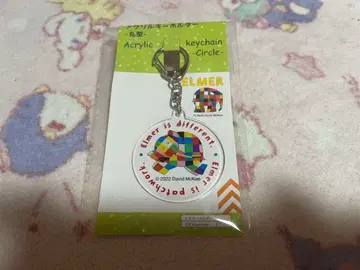 アクリルキーホルダー
-丸型-
Acrylic keychain
-Circle-
ELMER
Elmer is different.
Elmer is patchwork.
© 2022 David McKee